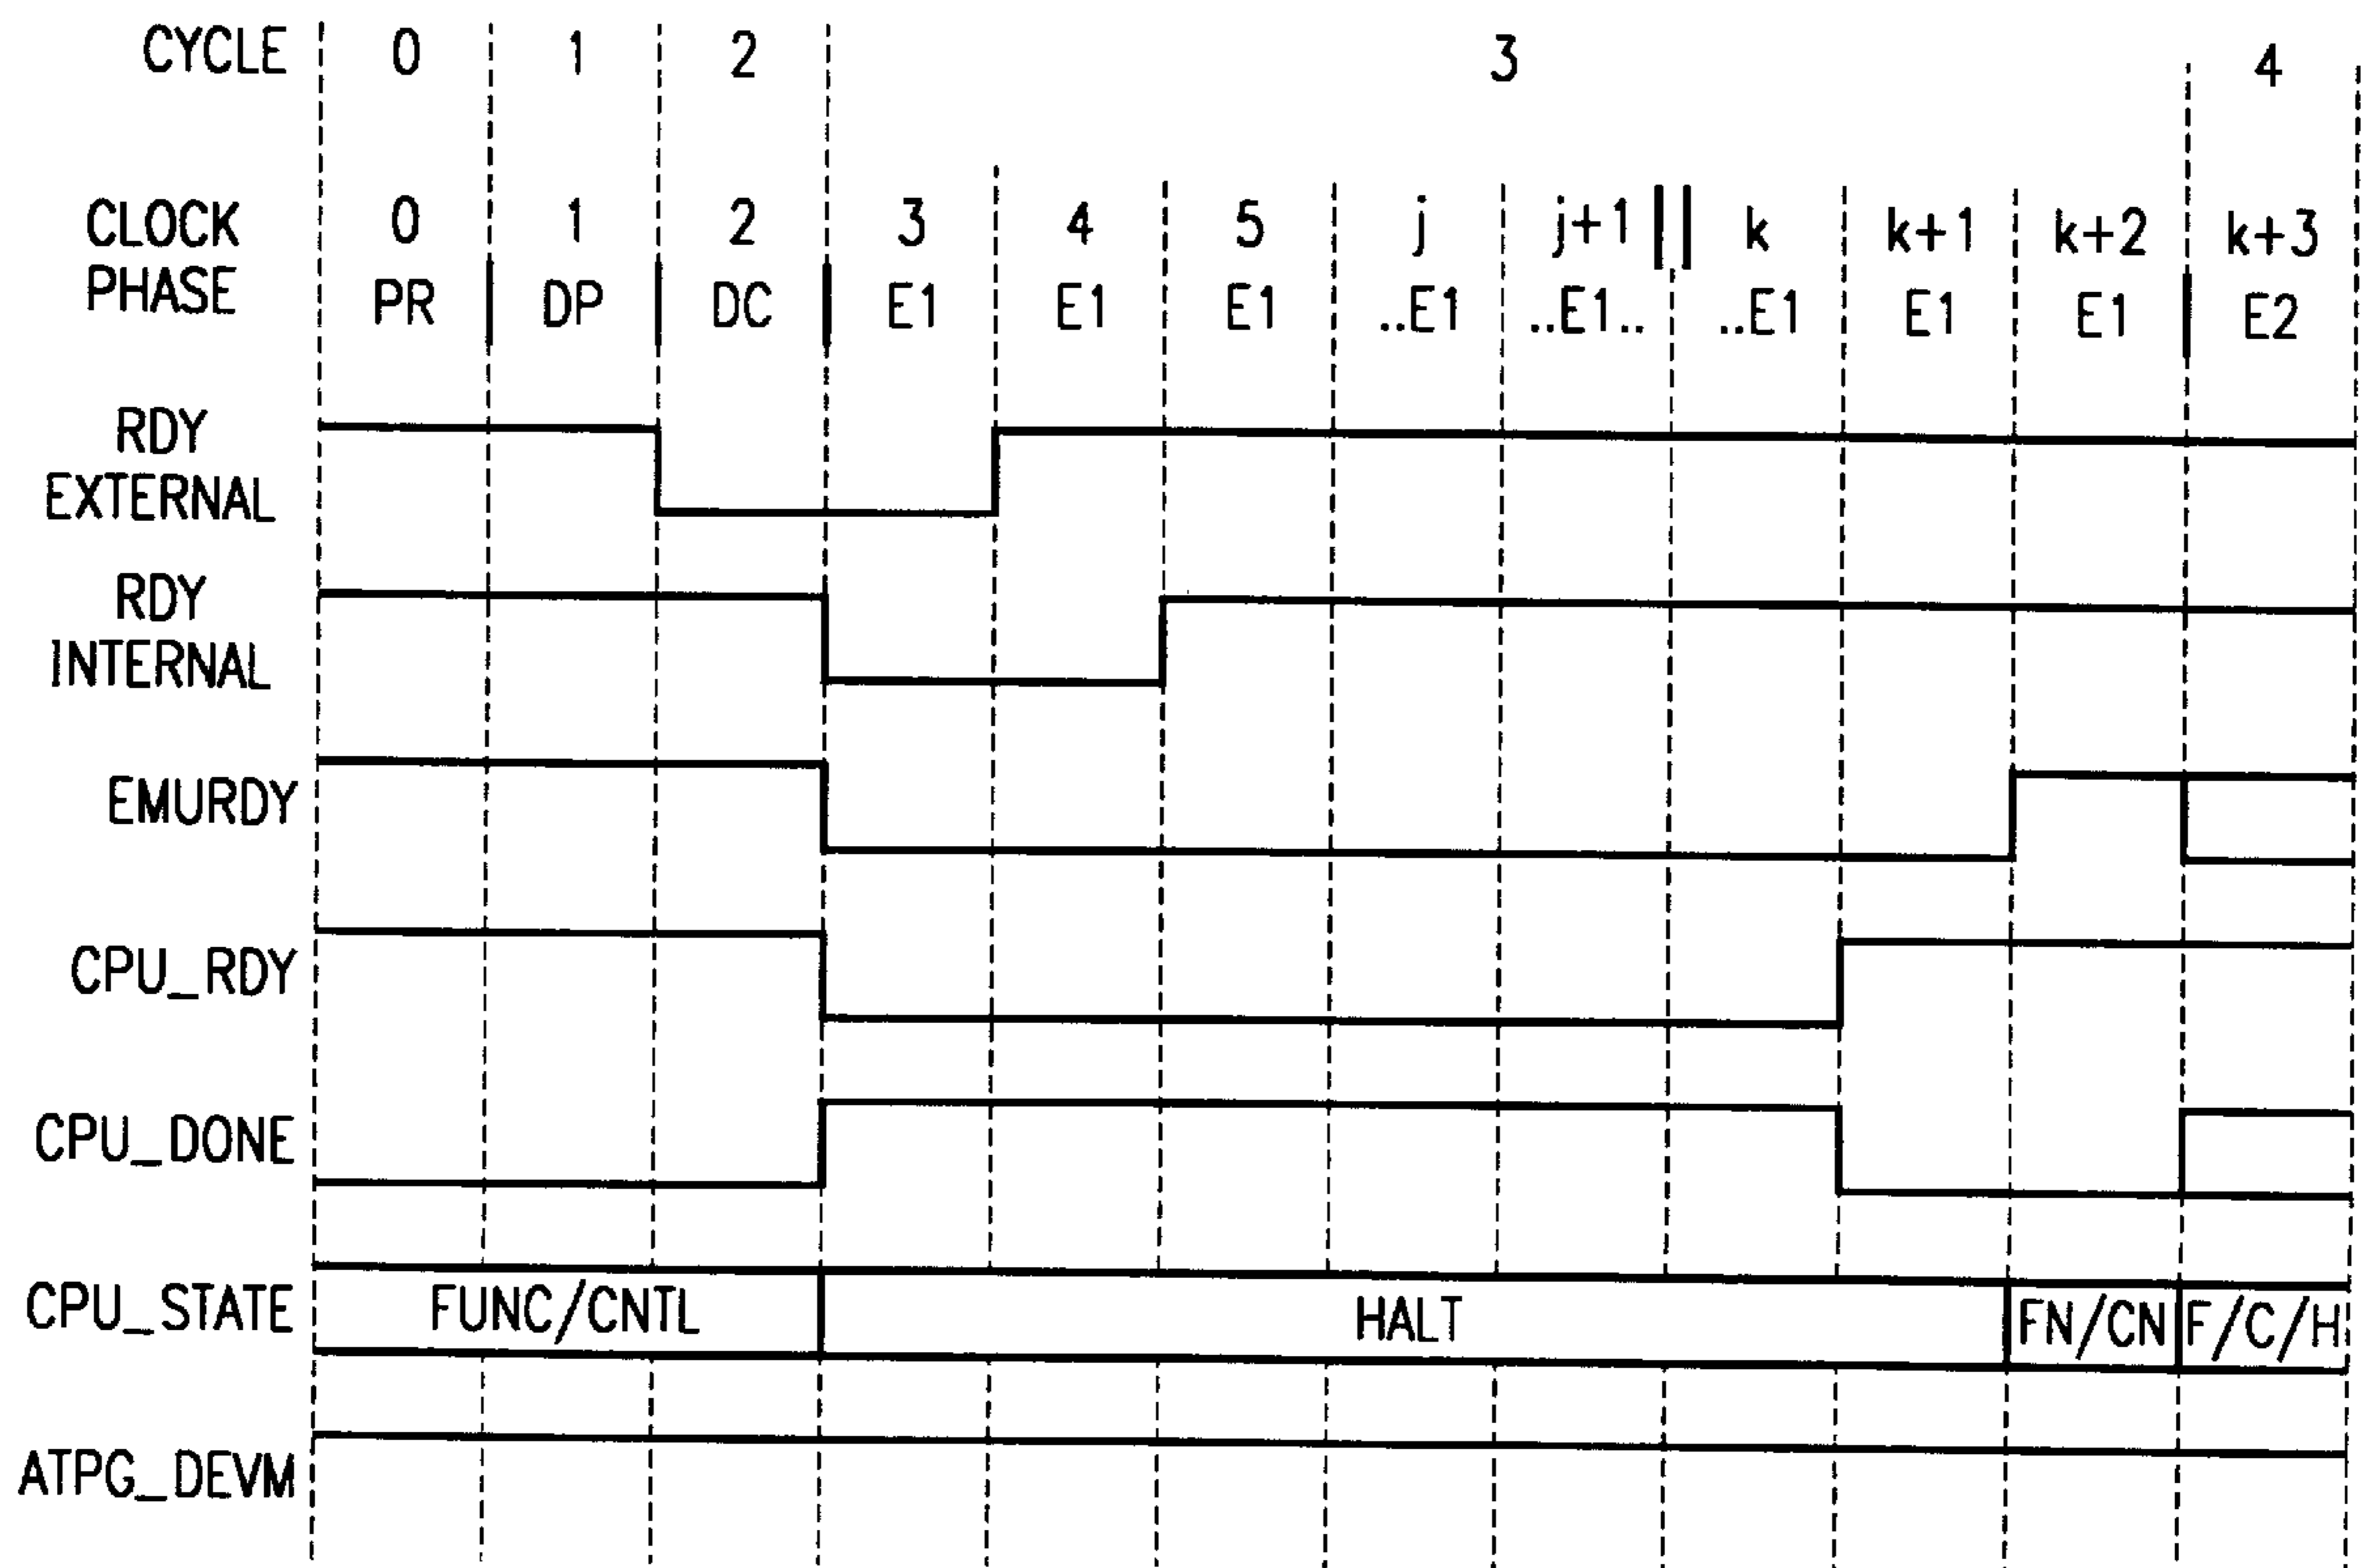 CYCLE 0 1 2 3 4
CLOCK 0 1 2 3 4 5 j j+1 k k+1 k+2 k+3
PHASE PR DP DC E1 E1 E1 ..E1 ..E1.. ..E1 E1 E1 E2
RDY
EXTERNAL
RDY
INTERNAL
EMURDY
CPU_RDY
CPU_DONE
CPU_STATE FUNC/CNTL HALT FN/CN F/C/H
ATPG_DEVM